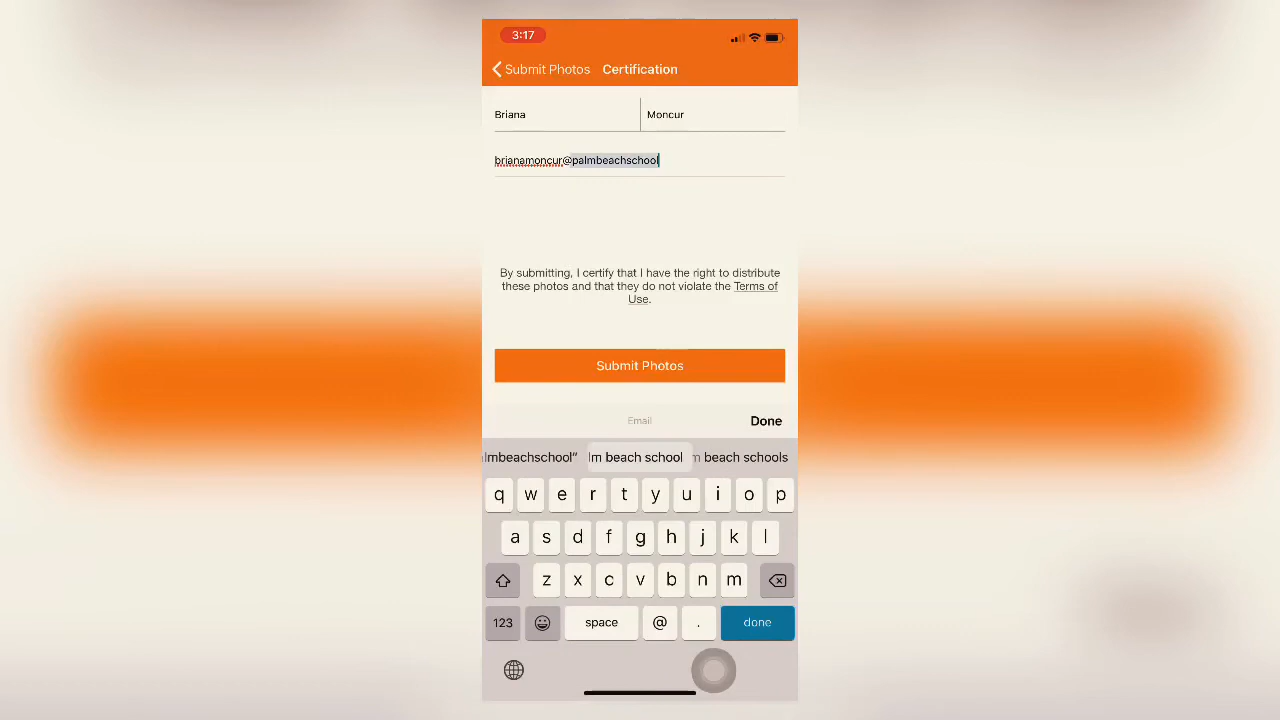 3:17
Submit Photos Certification
Briana Moncur
brianamoncur@palmbeachschool
By submitting, I certify that I have the right to distribute
these photos and that they do not violate the Terms of
Use.
Submit Photos
Email Done
lmbeachschool" lm beach school m beach schools
q w e r t y u i o p
a s d f g h j k l
z x c v b n m
123 space @ . done